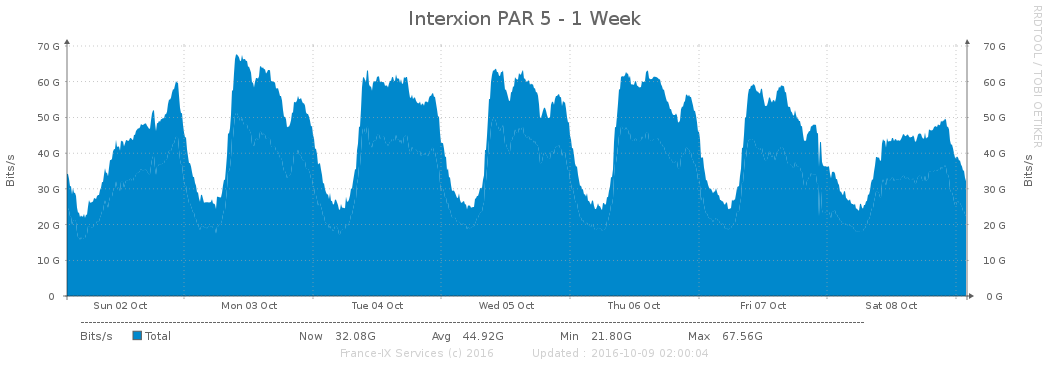 Interxion PAR 5 - 1 Week
RRDTOOL / TOBI OETIKER
Bits/s
Bits/s
70 G 70 G
60 G 60 G
50 G 50 G
40 G 40 G
30 G 30 G
20 G 20 G
10 G 10 G
0 0 G
Sun 02 Oct Mon 03 Oct Tue 04 Oct Wed 05 Oct Thu 06 Oct Fri 07 Oct Sat 08 Oct
Bits/s Total Now 32.08G Avg 44.92G Min 21.80G Max 67.56G
France-IX Services (c) 2016 Updated : 2016-10-09 02:00:04